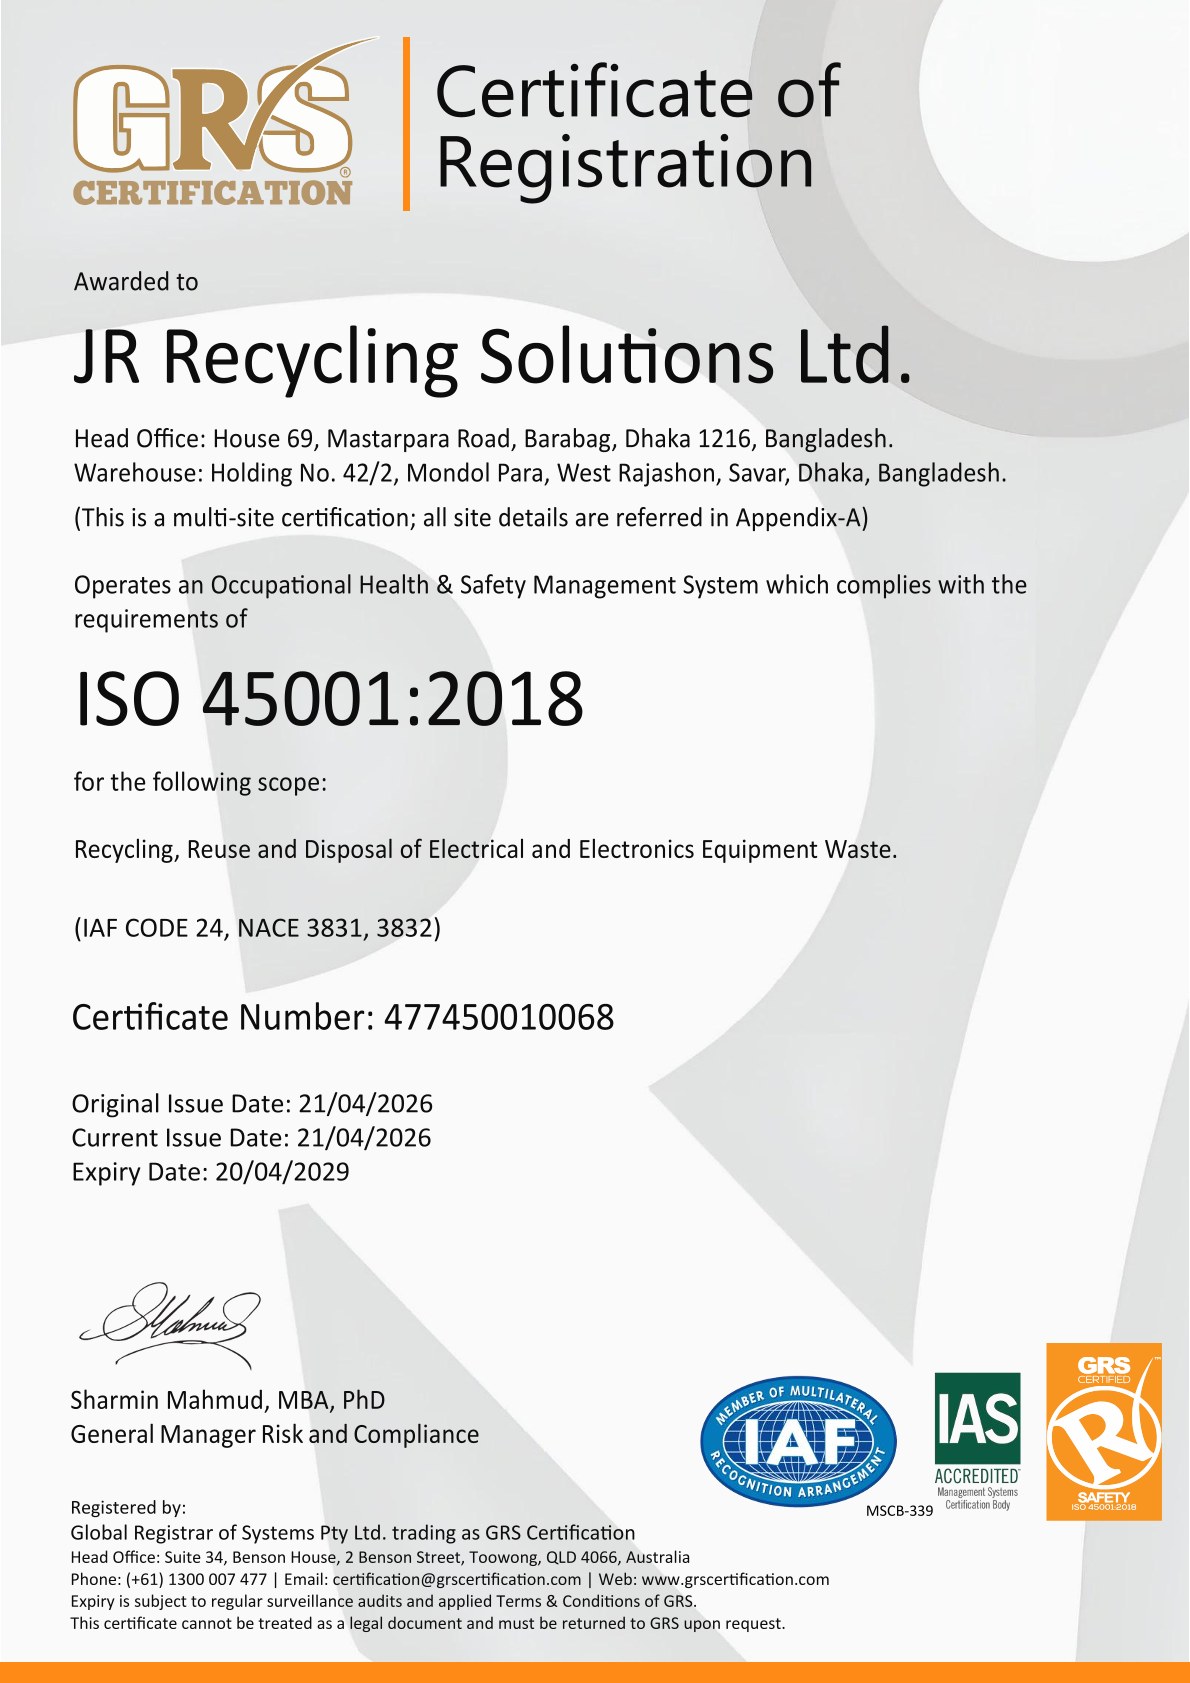 GRS
CERTIFICATION®
Certificate of
Registration
Awarded to
JR Recycling Solutions Ltd.
Head Office: House 69, Mastarpara Road, Barabag, Dhaka 1216, Bangladesh.
Warehouse: Holding No. 42/2, Mondol Para, West Rajashon, Savar, Dhaka, Bangladesh.
(This is a multi-site certification; all site details are referred in Appendix-A)
Operates an Occupational Health & Safety Management System which complies with the
requirements of
ISO 45001:2018
for the following scope:
Recycling, Reuse and Disposal of Electrical and Electronics Equipment Waste.
(IAF CODE 24, NACE 3831, 3832)
Certificate Number: 477450010068
Original Issue Date: 21/04/2026
Current Issue Date: 21/04/2026
Expiry Date: 20/04/2029
SMahmud
Sharmin Mahmud, MBA, PhD
General Manager Risk and Compliance
MEMBER OF MULTILATERAL
IAF
RECOGNITION ARRANGEMENT
MSCB-339
IAS
ACCREDITED
Management Systems
Certification Body
GRS
CERTIFIED
R
SAFETY
ISO 45001:2018
Registered by:
Global Registrar of Systems Pty Ltd. trading as GRS Certification
Head Office: Suite 34, Benson House, 2 Benson Street, Toowong, QLD 4066, Australia
Phone: (+61) 1300 007 477 | Email: certification@grscertification.com | Web: www.grscertification.com
Expiry is subject to regular surveillance audits and applied Terms & Conditions of GRS.
This certificate cannot be treated as a legal document and must be returned to GRS upon request.